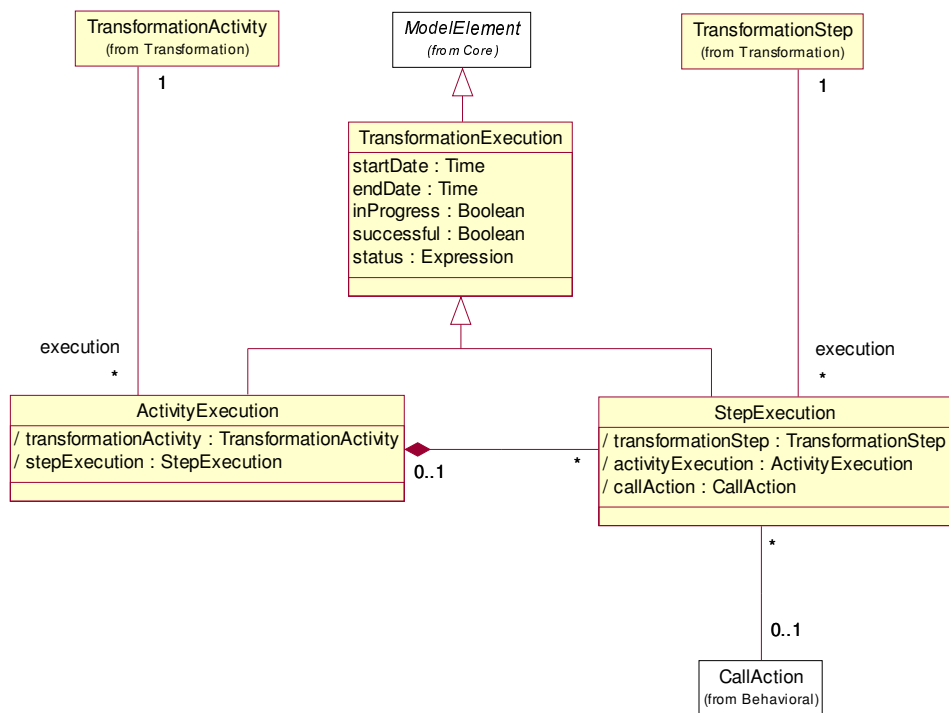 TransformationActivity
(from Transformation)
ModelElement
(from Core)
TransformationStep
(from Transformation)
1
1
TransformationExecution
startDate : Time
endDate : Time
inProgress : Boolean
successful : Boolean
status : Expression
execution
*
execution
*
ActivityExecution
/ transformationActivity : TransformationActivity
/ stepExecution : StepExecution
0..1
*
StepExecution
/ transformationStep : TransformationStep
/ activityExecution : ActivityExecution
/ callAction : CallAction
*
0..1
CallAction
(from Behavioral)